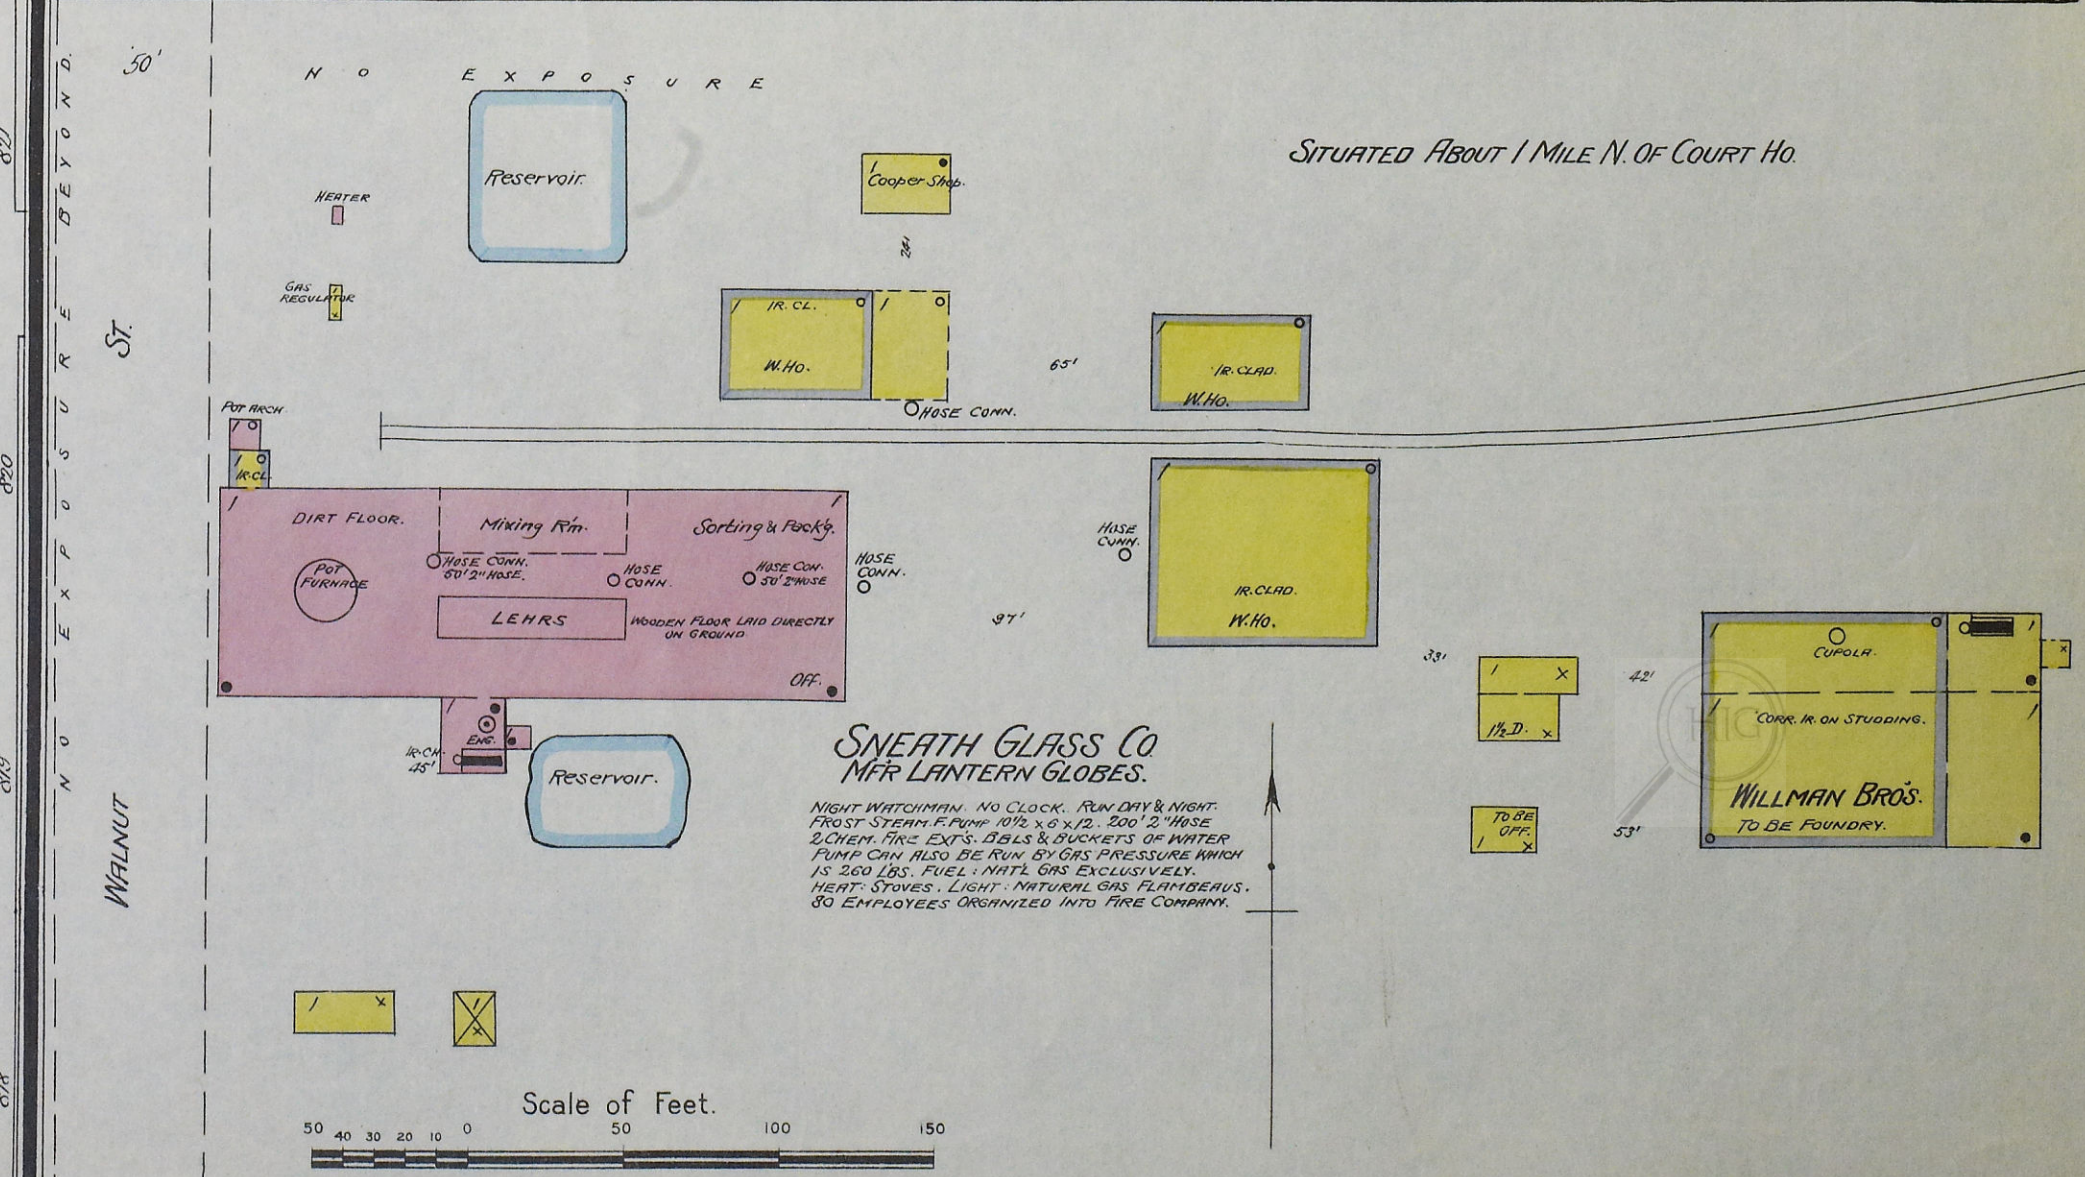 50'
NO EXPOSURE
SITUATED ABOUT 1 MILE N. OF COURT HO.
Reservoir.
Cooper Shop.
HEATER
24'
GAS
REGULATOR
IR. CL.
W.HO.
65'
IR. CLAD.
W.HO.
HOSE CONN.
POT ARCH
IR. CL.
DIRT FLOOR.
Mixing R'm.
Sorting & Pack'g.
HOSE CONN.
50' 2" HOSE.
HOSE
CONN.
HOSE CON.
50' 2" HOSE
HOSE
CONN.
HOSE
CONN.
POT
FURNACE
LEHRS
WOODEN FLOOR LAID DIRECTLY
ON GROUND
OFF.
97'
IR. CLAD.
W.HO.
33'
1½ D.
42'
CUPOLA.
CORR. IR. ON STUDDING.
WILLMAN BRO'S.
TO BE FOUNDRY.
HIG
TO BE
OFF.
53'
ENG.
IR. CH.
45'
Reservoir.
SNEATH GLASS CO
M'F'R LANTERN GLOBES.
NIGHT WATCHMAN. NO CLOCK. RUN DAY & NIGHT.
FROST STEAM. F. PUMP 10½ x 6 x 12. 200' 2" HOSE
2 CHEM. FIRE EXT'S. BBLS & BUCKETS OF WATER
PUMP CAN ALSO BE RUN BY GAS PRESSURE WHICH
IS 260 LBS. FUEL: NAT'L GAS EXCLUSIVELY.
HEAT: STOVES. LIGHT: NATURAL GAS FLAMBEAUS.
80 EMPLOYEES ORGANIZED INTO FIRE COMPANY.
WALNUT ST.
NO EXPOSURE BEYOND.
821
820
819
818
Scale of Feet.
50 40 30 20 10 0 50 100 150